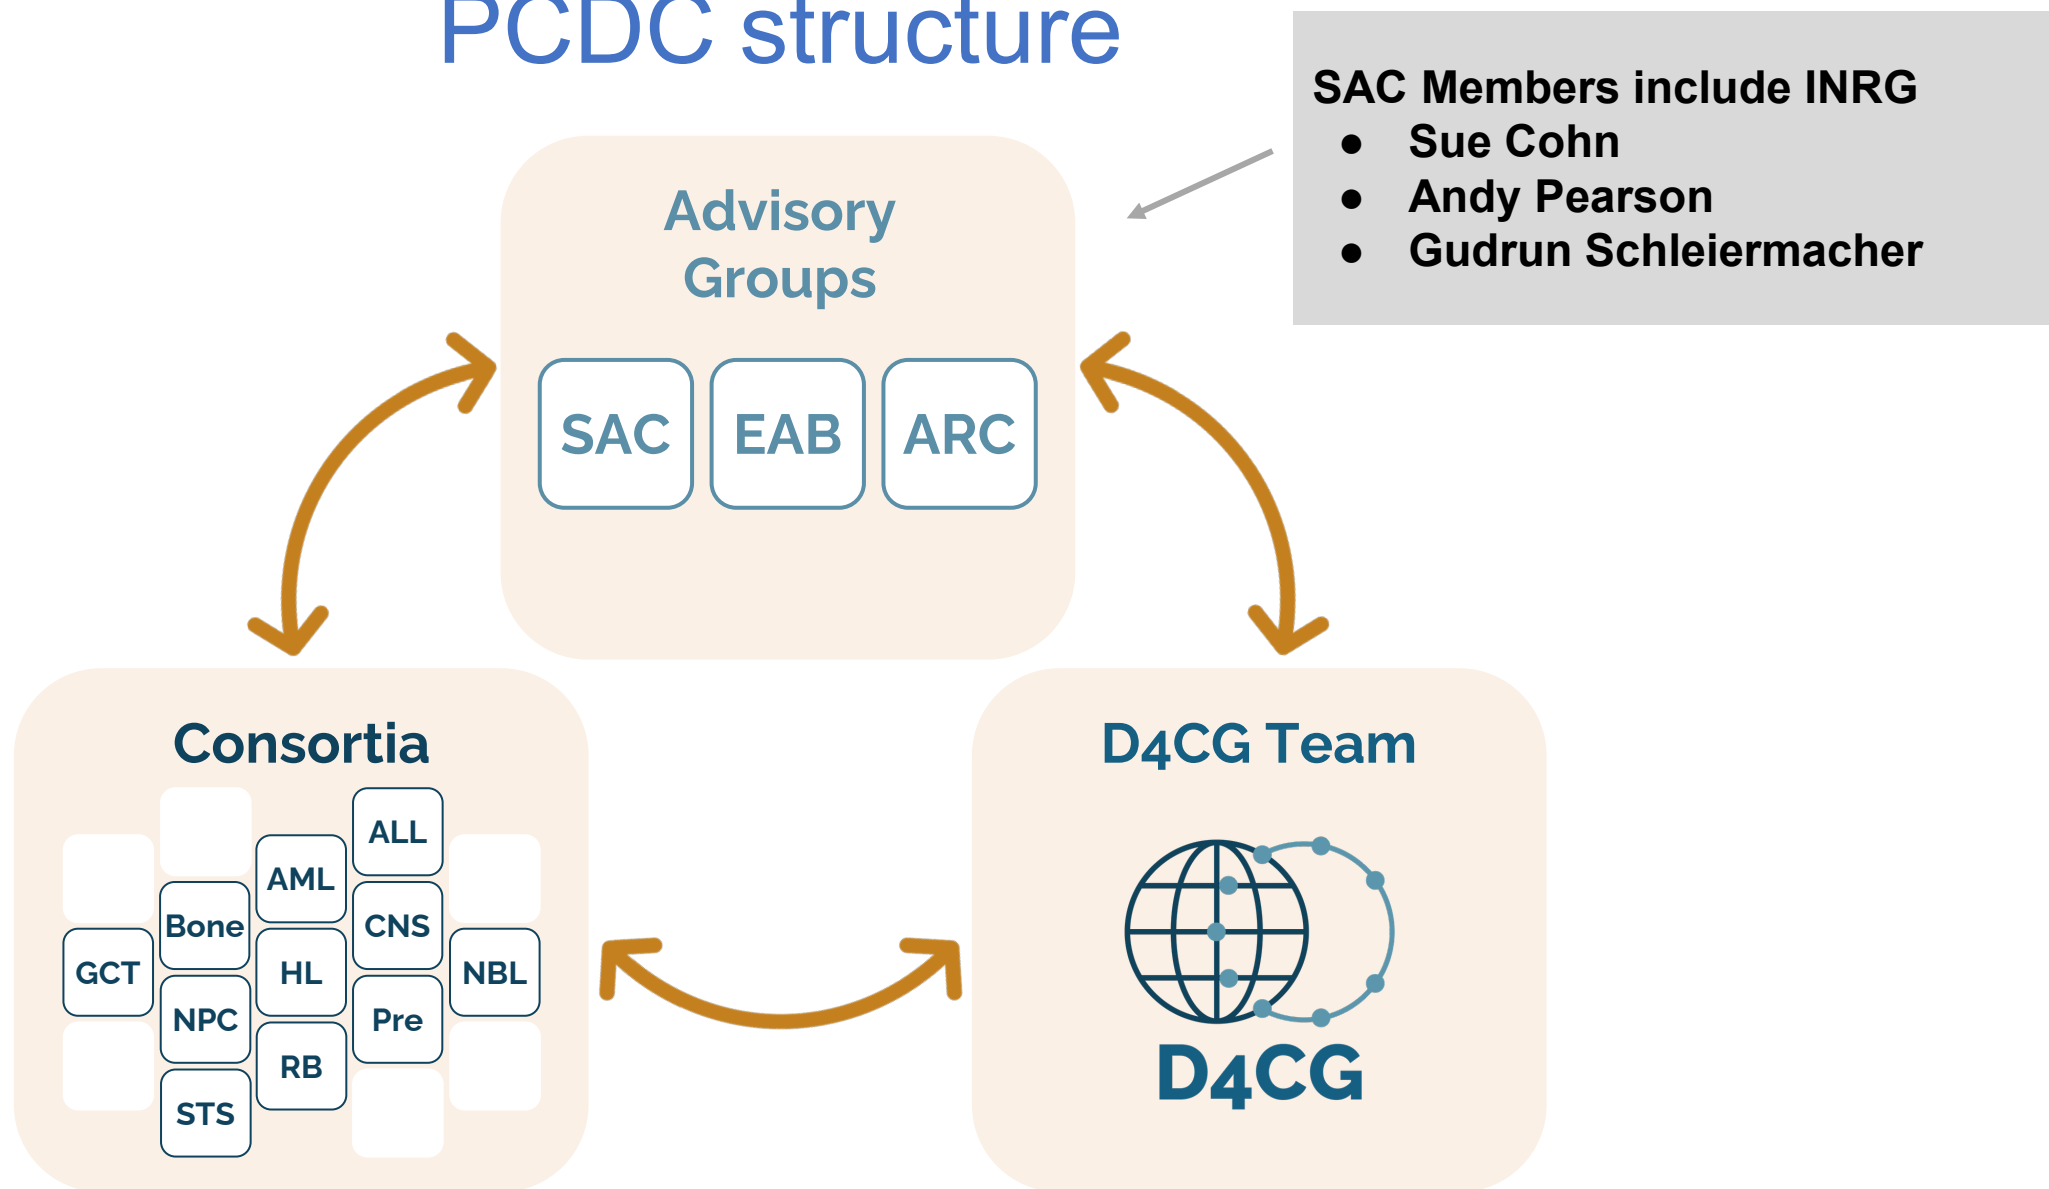 PCDC structure
SAC Members include INRG
● Sue Cohn
● Andy Pearson
● Gudrun Schleiermacher
Advisory
Groups
SAC EAB ARC
Consortia
ALL
AML
Bone CNS
GCT HL NBL
NPC Pre
RB
STS
D4CG Team
D4CG